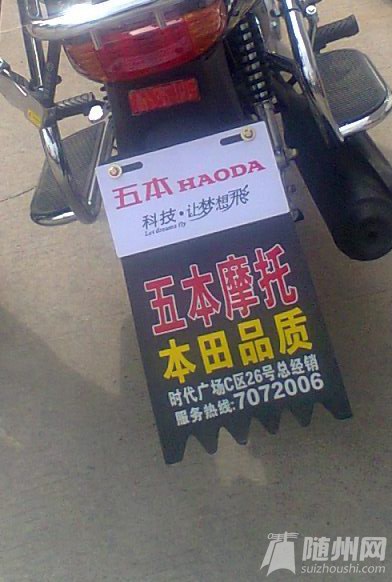 五本 HAODA
科技·让梦想飛
Let dreams fly
五本摩托
本田品质
时代广场C区26号总经销
服务热线:7072006
随州网
suizhoushi.com